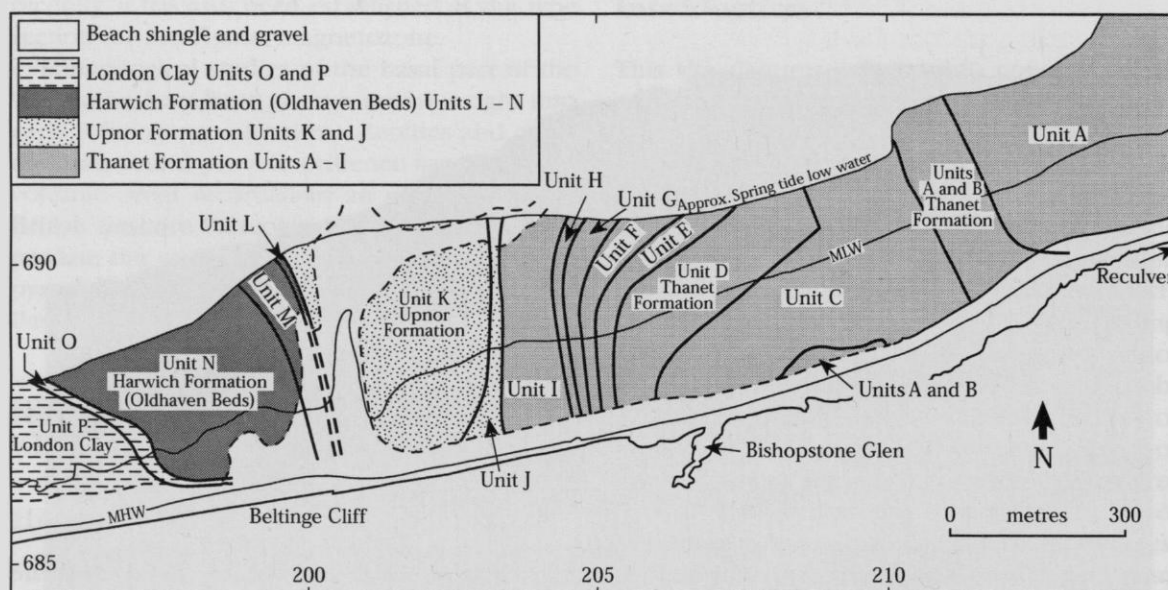 Beach shingle and gravel
London Clay Units O and P
Harwich Formation (Oldhaven Beds) Units L – N
Upnor Formation Units K and J
Thanet Formation Units A - I
Unit H
Unit G
Approx. Spring tide low water
Unit A
Units
A and B
Thanet
Formation
Unit L
Unit F
Unit E
690
Unit M
Unit K
Upnor
Formation
Unit D
Thanet
Formation
MLW
Unit C
Reculver
Unit O
Unit N
Harwich Formation
(Oldhaven Beds)
Unit I
Units A and B
Unit P
London Clay
Bishopstone Glen
N
Unit J
MHW
Beltinge Cliff
0 metres 300
685
200
205
210